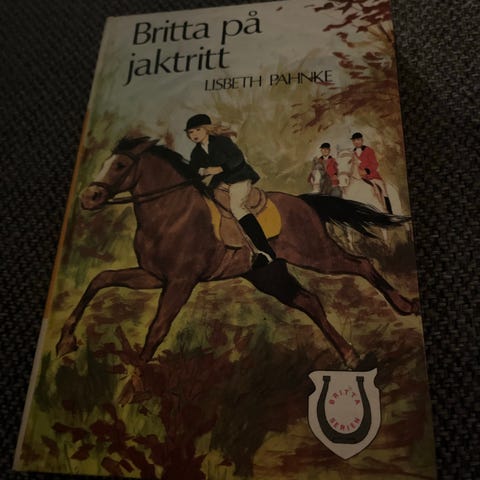 Britta på
jaktritt
LISBETH PAHNKE
BRITTA
SERIEN